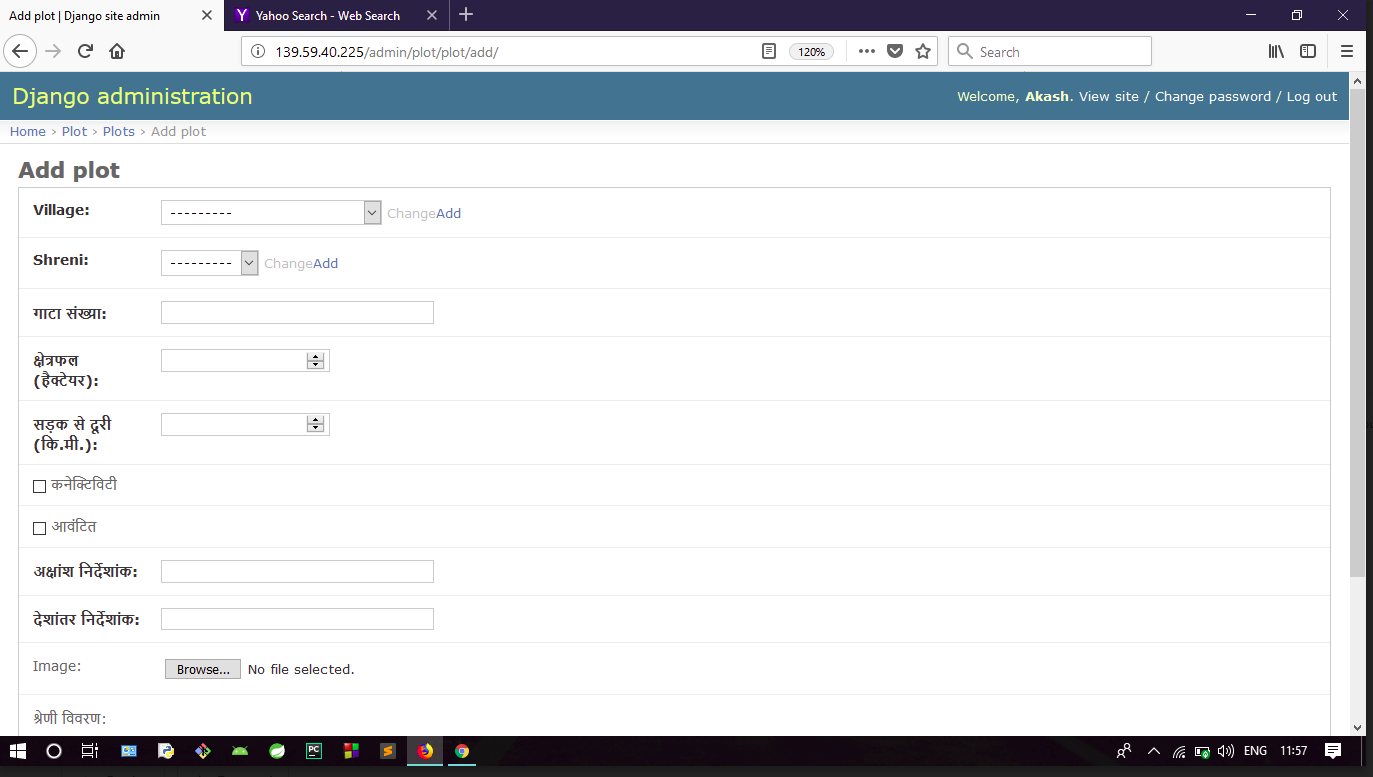 Add plot | Django site admin
Yahoo Search - Web Search
139.59.40.225/admin/plot/plot/add/
120%
Search
Django administration
Welcome, Akash. View site / Change password / Log out
Home › Plot › Plots › Add plot
Add plot
Village:
---------
ChangeAdd
Shreni:
---------
ChangeAdd
गाटा संख्या:
क्षेत्रफल
(हैक्टेयर):
सड़क से दूरी
(कि.मी.):
कनेक्टिविटी
आवंटित
अक्षांश निर्देशांक:
देशांतर निर्देशांक:
Image:
Browse... No file selected.
श्रेणी विवरण:
PC
ENG
11:57